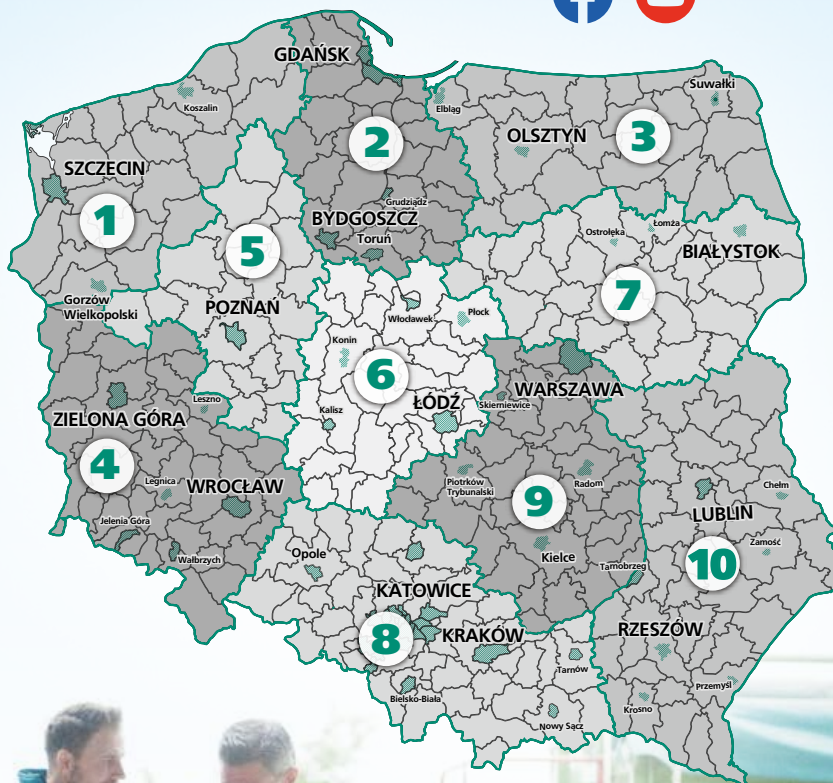 GDAŃSK
Suwałki
Koszalin
Elbląg
2
OLSZTYN
3
SZCZECIN
Grudziądz
1
BYDGOSZCZ
Toruń
5
Ostrołęka
Łomża
BIAŁYSTOK
Gorzów
Wielkopolski
7
POZNAŃ
Włocławek
Płock
Konin
6
WARSZAWA
Leszno
Kalisz
ŁÓDŹ
Skierniewice
ZIELONA GÓRA
4
Legnica
WROCŁAW
Piotrków
Trybunalski
Radom
9
Chełm
LUBLIN
Jelenia Góra
Wałbrzych
Opole
Kielce
Zamość
10
Tarnobrzeg
KATOWICE
8
KRAKÓW
RZESZÓW
Tarnów
Przemyśl
Bielsko-Biała
Krosno
Nowy Sącz